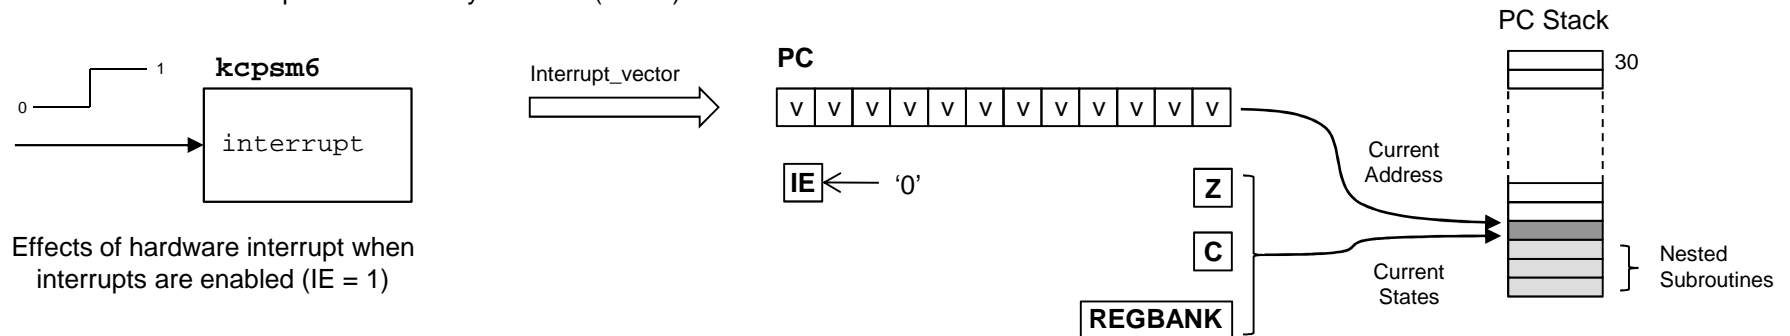 PC Stack
30
0
1
kcpsm6
interrupt
Effects of hardware interrupt when
interrupts are enabled (IE = 1)
Interrupt_vector
PC
v v v v v v v v v v v v
IE
‘0’
Z
C
REGBANK
Current
Address
Current
States
Nested
Subroutines